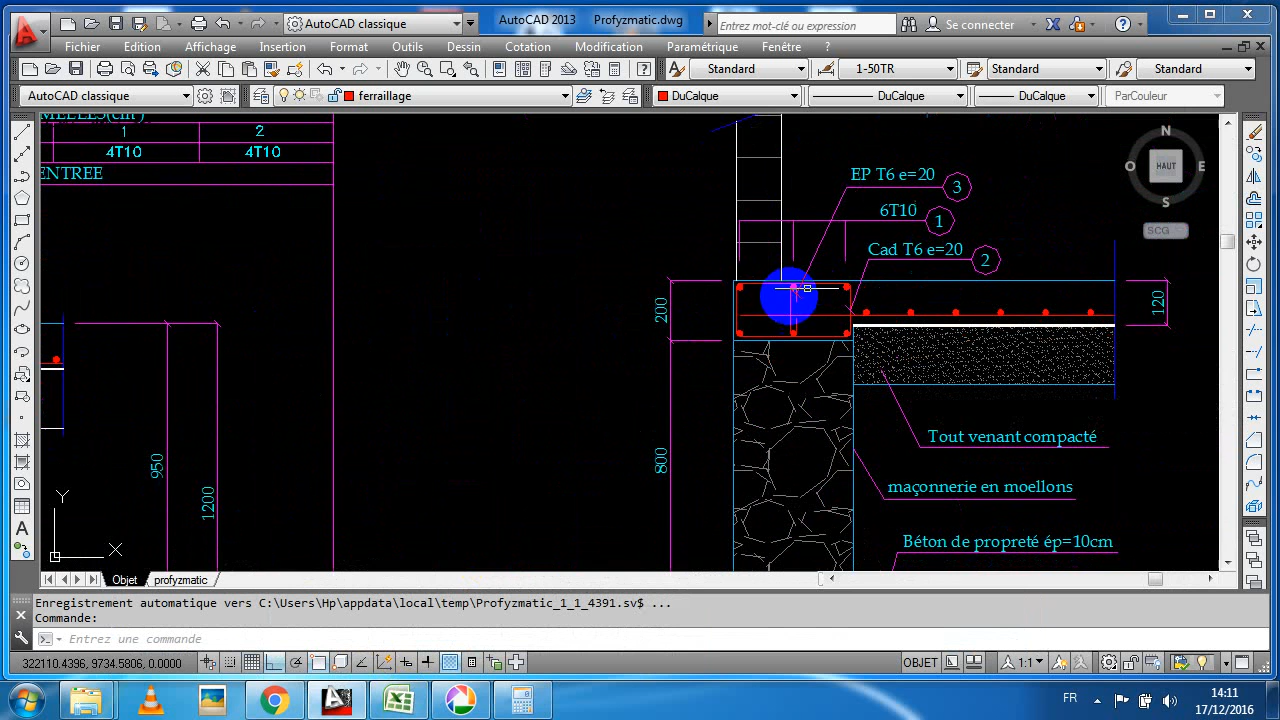 AutoCAD classique
AutoCAD 2013 Profyzmatic.dwg
Entrez mot-clé ou expression
Se connecter
Fichier Edition Affichage Insertion Format Outils Dessin Cotation Modification Paramétrique Fenêtre ?
Standard 1-50TR Standard Standard
AutoCAD classique ferraillage DuCalque DuCalque DuCalque ParCouleur
1 2
4T10 4T10
ENTREE
950
1200
EP T6 e=20 3
6T10 1
Cad T6 e=20 2
200
120
800
Tout venant compacté
maçonnerie en moellons
Béton de propreté ép=10cm
N
O HAUT E
S
SCG
Y
X
Objet profyzmatic
Enregistrement automatique vers C:\Users\Hp\appdata\local\temp\Profyzmatic_1_1_4391.sv$ ...
Commande:
Entrez une commande
322110.4396, 9734.5806, 0.0000 OBJET 1:1
FR 14:11
17/12/2016